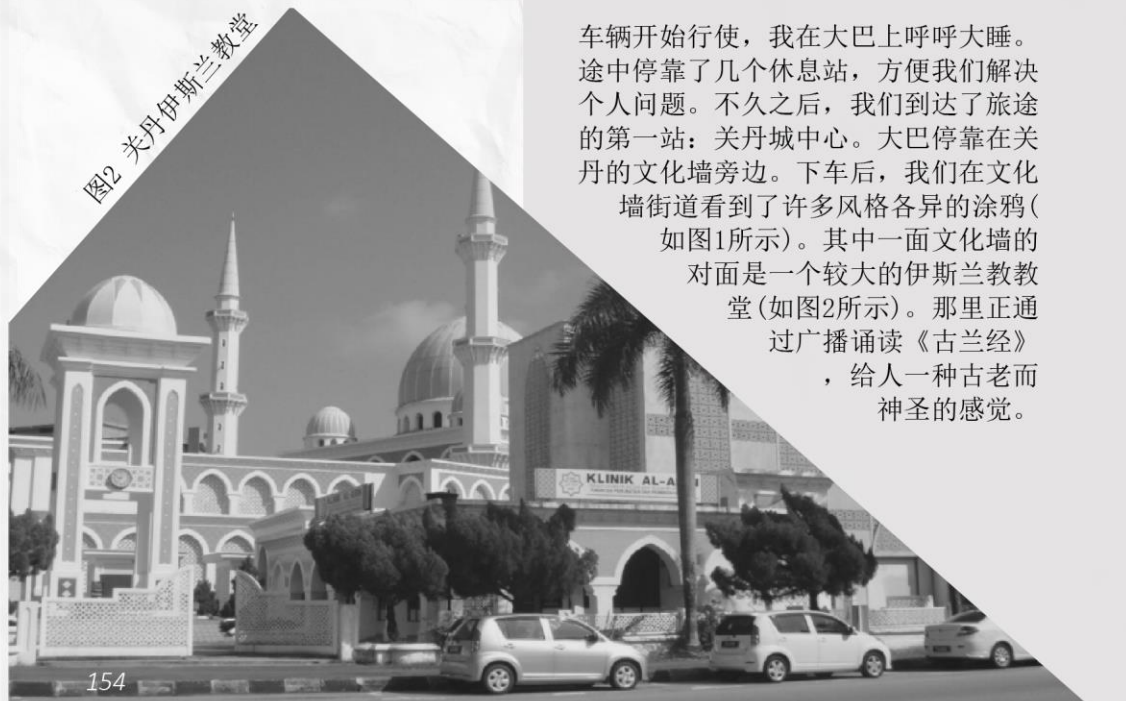 图2 关丹伊斯兰教堂
车辆开始行使，我在大巴上呼呼大睡。
途中停靠了几个休息站，方便我们解决
个人问题。不久之后，我们到达了旅途
的第一站：关丹城中心。大巴停靠在关
丹的文化墙旁边。下车后，我们在文化
墙街道看到了许多风格各异的涂鸦(
如图1所示)。其中一面文化墙的
对面是一个较大的伊斯兰教教
堂(如图2所示)。那里正通
过广播诵读《古兰经》
，给人一种古老而
神圣的感觉。
KLINIK
154